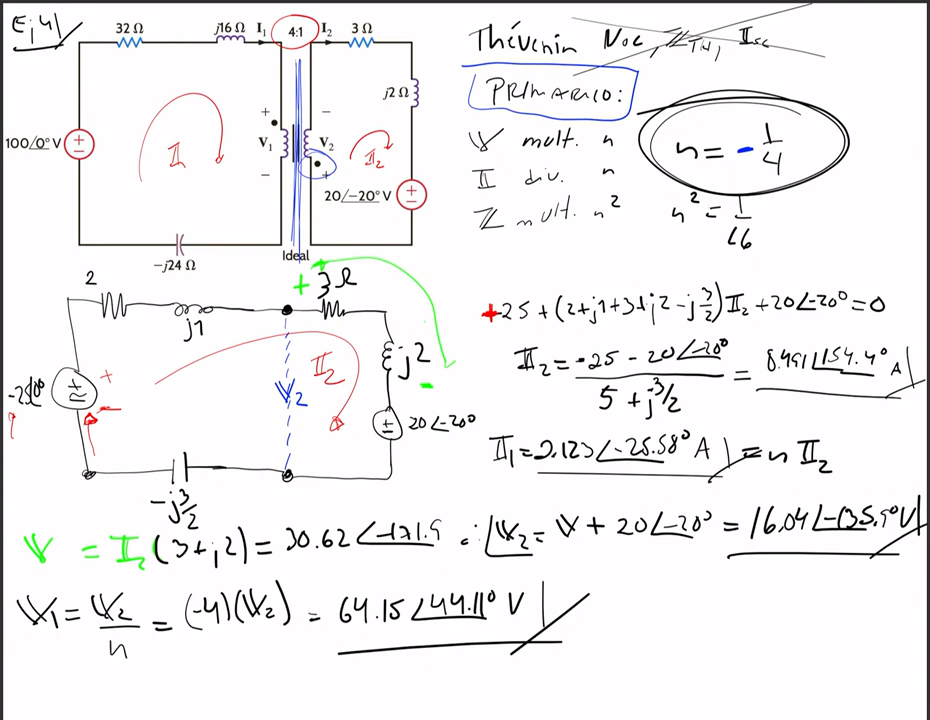 Ej 4)
32 Ω
j16 Ω
I₁
4:1
I₂
3 Ω
j2 Ω
100/0° V
+
V₁
−
−
V₂
+
20/−20° V
−j24 Ω
Ideal
I
I₂
Thévenin Voc, ZTH, Isc
PRIMARIO:
V mult. n
I div. n
Z mult. n²
n = - 1/4
n² = 1/16
2
j1
+
3 Ω
j2
−
I₂
V₂
+
−
-25∠0°
20∠-20°
-j3/2
+25 + (2+j1+3+j2-j3/2)I₂ + 20∠-20° = 0
I₂ = (-25 - 20∠-20°)/(5 + j3/2) = 8.491∠154.4° A
I₁ = 2.123∠-25.58° A = n I₂
V = I₂(3+j2) = 30.62∠-171.9 ∴ V₂ = V + 20∠-20° = 16.04∠-135.9° V
V₁ = V₂/n = (-4)(V₂) = 64.15∠44.11° V